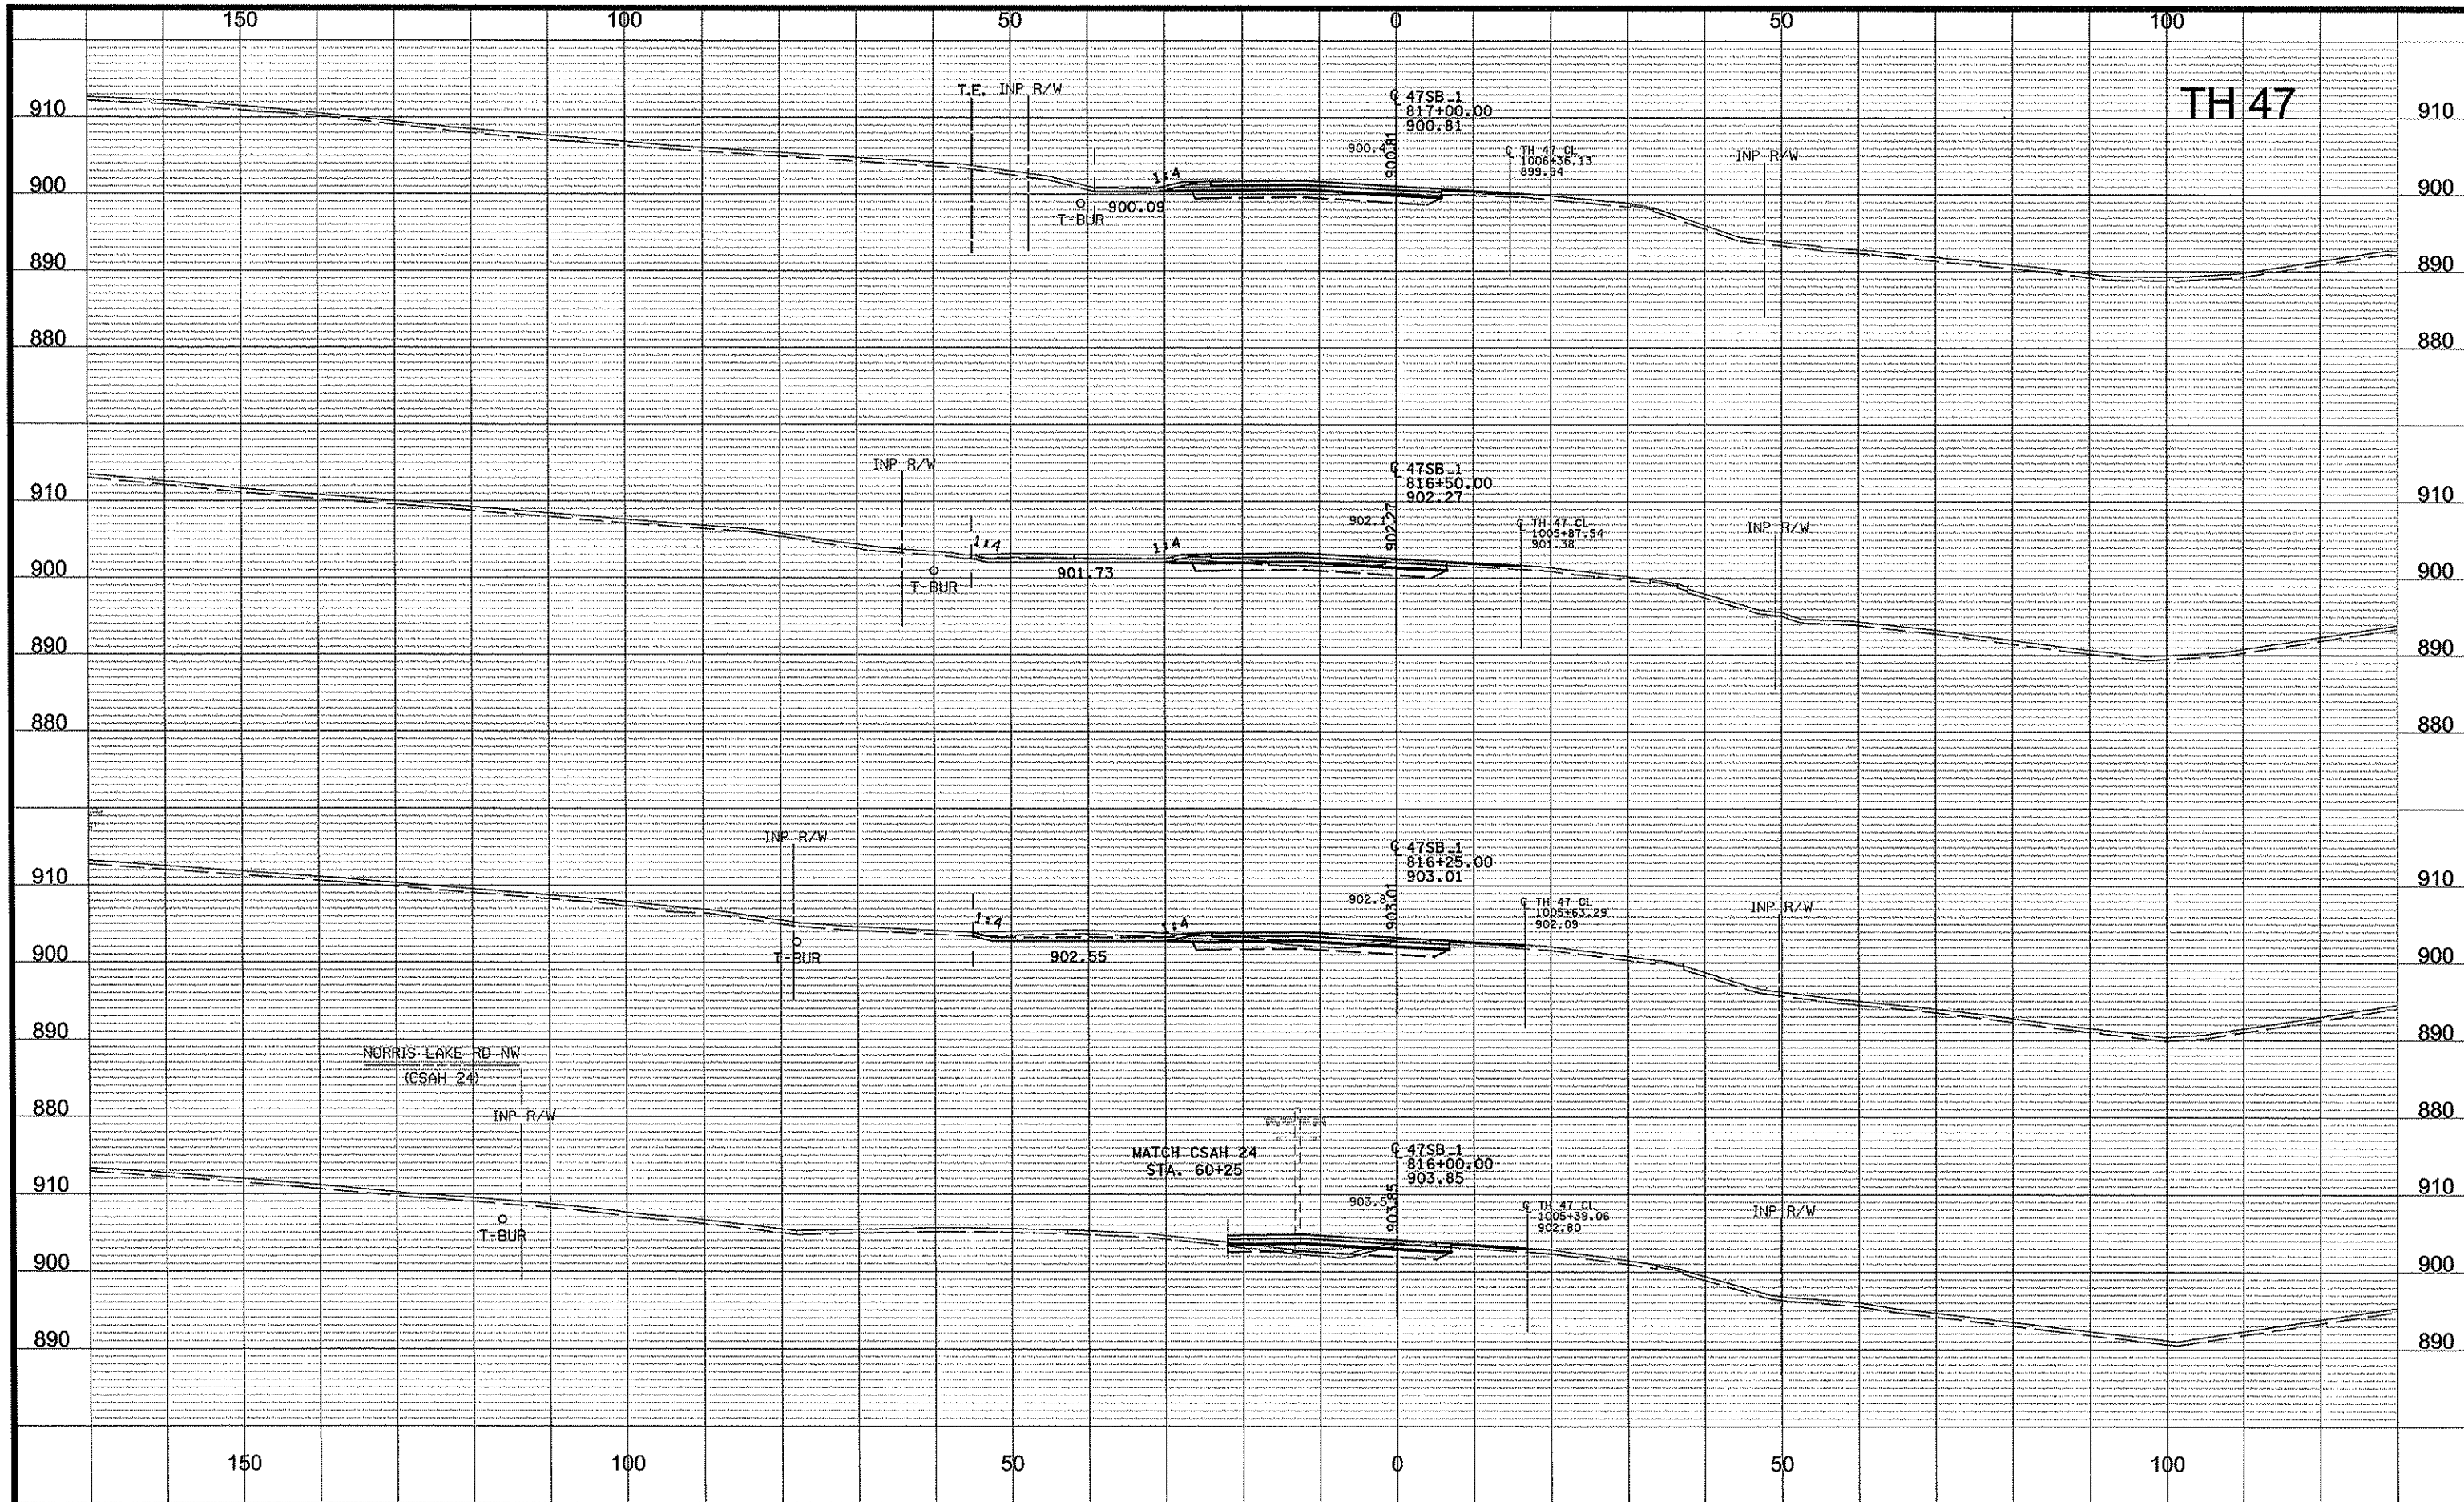 150 100 50 0 50 100
TH 47
T.E. INP R/W
℄ 47SB_1
817+00.00
900.81
910 910
900.4
900.81
℄ TH 47 CL
1006+36.13
899.94
INP R/W
1:4
900 900
T-BUR
900.09
890 890
880 880
INP R/W
℄ 47SB_1
816+50.00
902.27
910 910
902.1
902.27
℄ TH 47 CL
1005+87.54
901.38
INP R/W
1:4 1:4
901.73
900 900
T-BUR
890 890
880 880
INP R/W
℄ 47SB_1
816+25.00
903.01
910 910
902.8
903.01
℄ TH 47 CL
1005+63.29
902.09
INP R/W
1:4 1:4
T-BUR
902.55
900 900
890 890
NORRIS LAKE RD NW
(CSAH 24)
INP R/W
880 880
MATCH CSAH 24
STA. 60+25
℄ 47SB_1
816+00.00
903.85
910 910
903.5
903.85
℄ TH 47 CL
1005+39.06
902.80
INP R/W
T-BUR
900 900
890 890
150 100 50 0 50 100